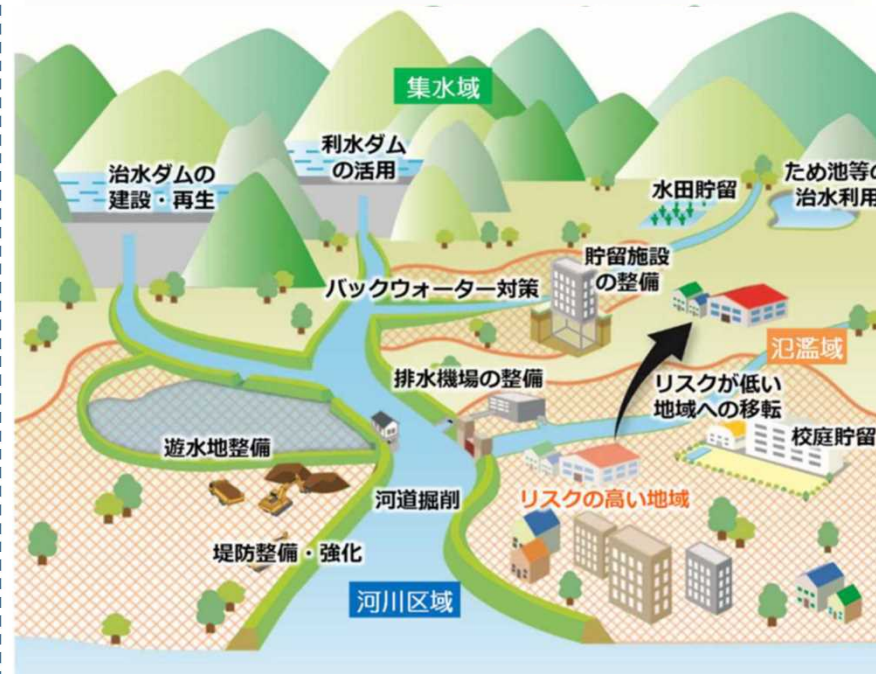 集水域
利水ダム
の活用
治水ダムの
建設・再生
水田貯留
ため池等の
治水利用
貯留施設
の整備
バックウォーター対策
氾濫域
排水機場の整備
リスクが低い
地域への移転
校庭貯留
遊水地整備
リスクの高い地域
河道掘削
堤防整備・強化
河川区域